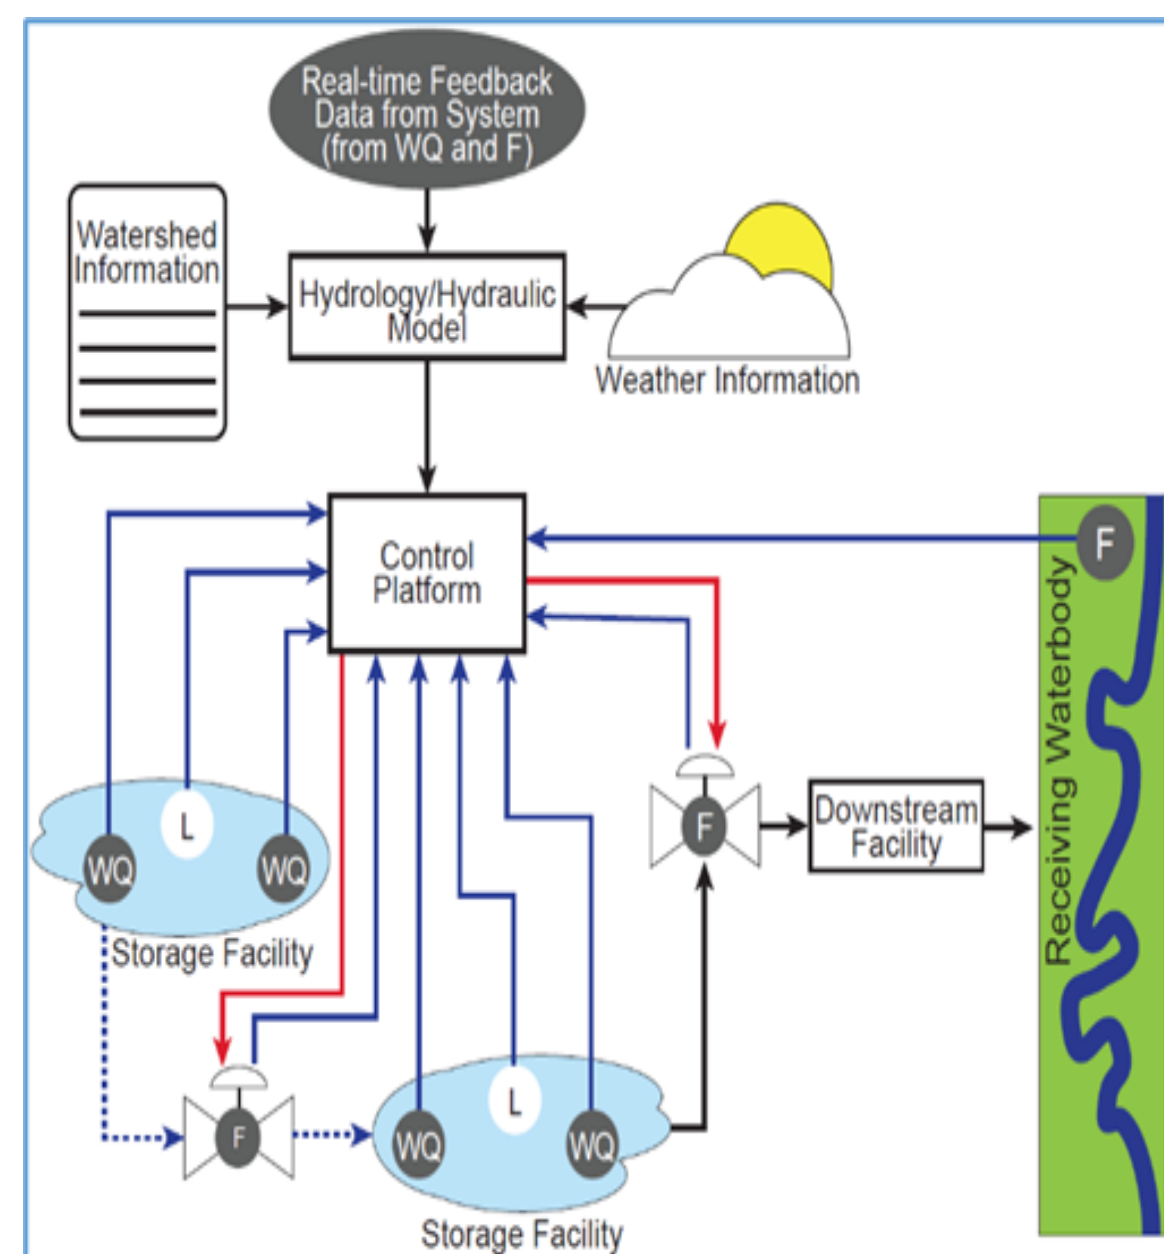 Real-time Feedback
Data from System
(from WQ and F)
Watershed
Information
Hydrology/Hydraulic
Model
Weather Information
Control
Platform
F
Receiving Waterbody
L
WQ
WQ
Storage Facility
F
Downstream
Facility
F
L
WQ
WQ
Storage Facility